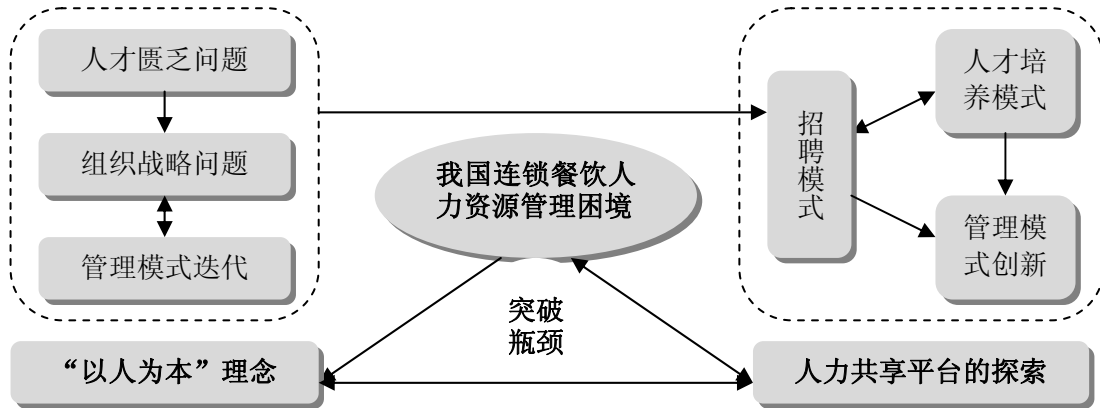 人才匮乏问题
组织战略问题
管理模式迭代
我国连锁餐饮人
力资源管理困境
突破
瓶颈
招聘模式
人才培
养模式
管理模
式创新
“以人为本”理念
人力共享平台的探索